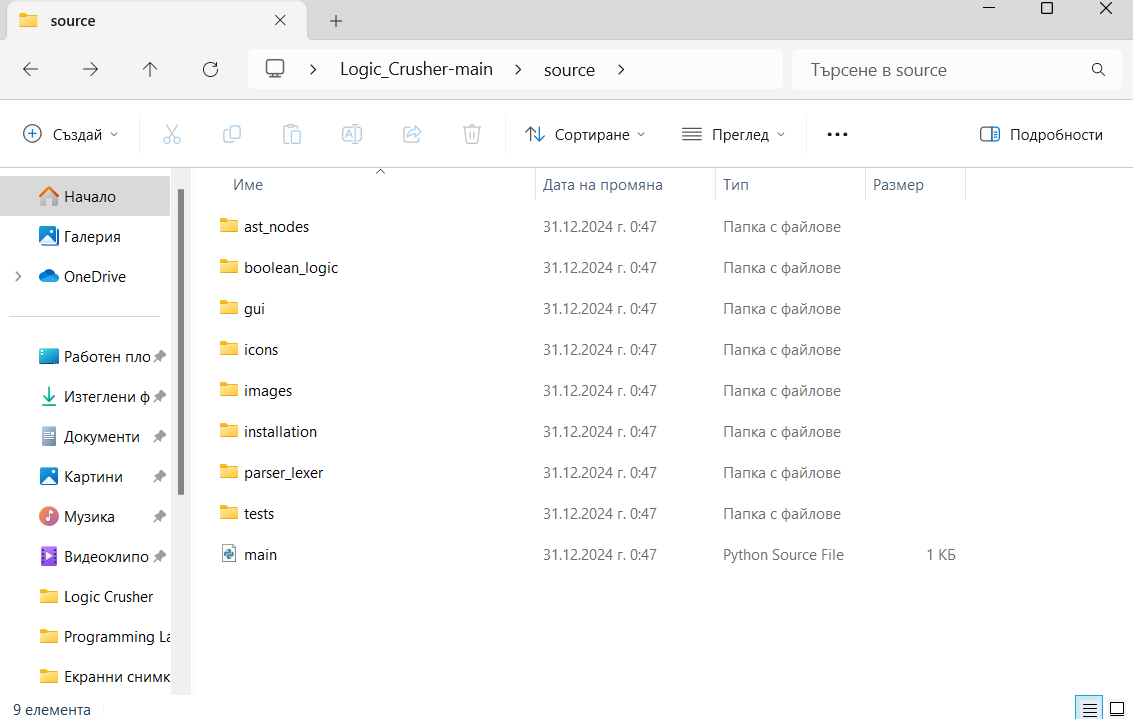 source
Logic_Crusher-main
source
Търсене в source
Създай
Сортиране
Преглед
Подробности
Начало
Галерия
OneDrive
Работен пло
Изтеглени ф
Документи
Картини
Музика
Видеоклипо
Logic Crusher
Programming La
Екранни снимк
Име Дата на промяна Тип Размер
ast_nodes 31.12.2024 г. 0:47 Папка с файлове
boolean_logic 31.12.2024 г. 0:47 Папка с файлове
gui 31.12.2024 г. 0:47 Папка с файлове
icons 31.12.2024 г. 0:47 Папка с файлове
images 31.12.2024 г. 0:47 Папка с файлове
installation 31.12.2024 г. 0:47 Папка с файлове
parser_lexer 31.12.2024 г. 0:47 Папка с файлове
tests 31.12.2024 г. 0:47 Папка с файлове
main 31.12.2024 г. 0:47 Python Source File 1 КБ
9 елемента